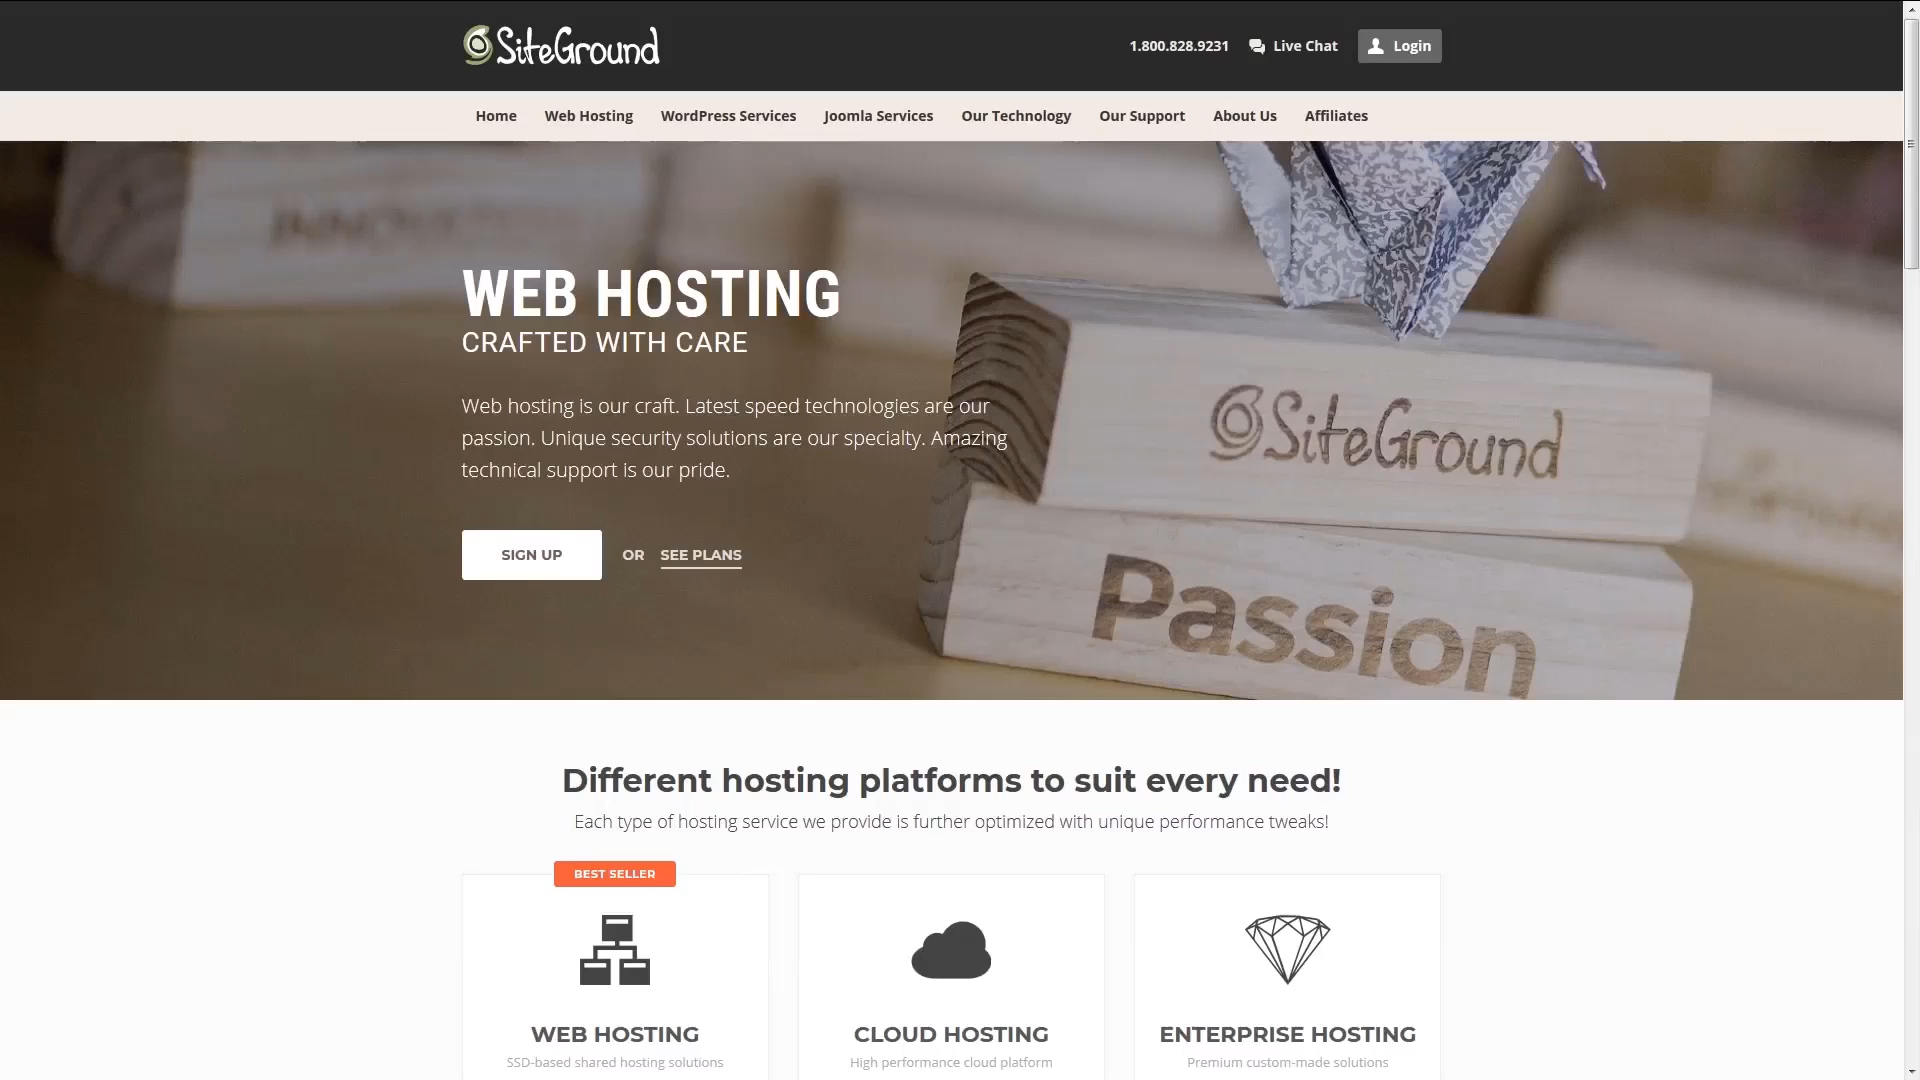 SiteGround
1.800.828.9231 Live Chat Login
Home Web Hosting WordPress Services Joomla Services Our Technology Our Support About Us Affiliates
WEB HOSTING
CRAFTED WITH CARE
Web hosting is our craft. Latest speed technologies are our
passion. Unique security solutions are our specialty. Amazing
technical support is our pride.
SIGN UP OR SEE PLANS
SiteGround
Passion
Different hosting platforms to suit every need!
Each type of hosting service we provide is further optimized with unique performance tweaks!
BEST SELLER
WEB HOSTING
SSD-based shared hosting solutions
CLOUD HOSTING
High performance cloud platform
ENTERPRISE HOSTING
Premium custom-made solutions